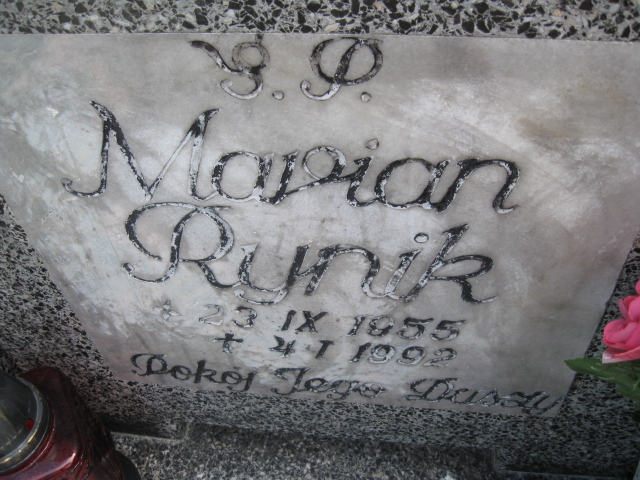 Ś. P.
Marian
Rynik
* 23 IX 1955
+ 4 I 1992
Pokój Jego Duszy